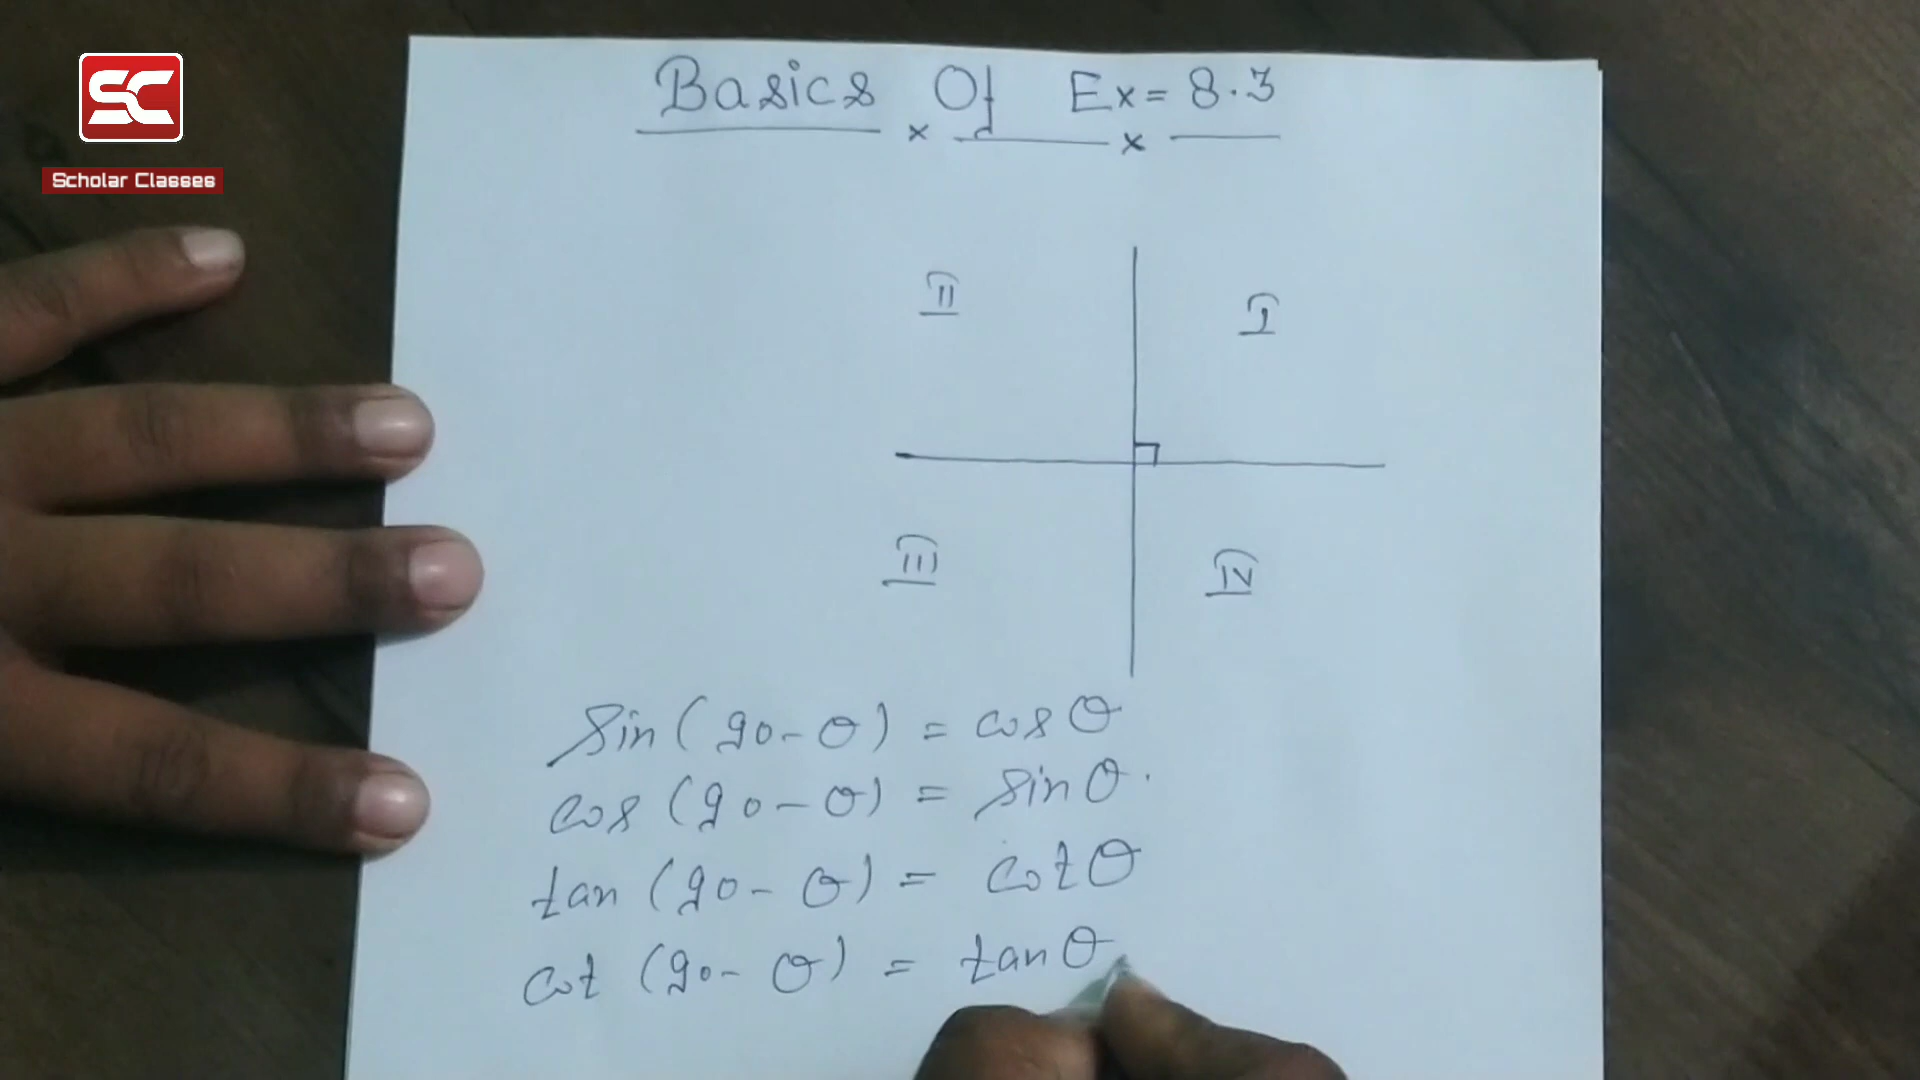 SC
Scholar Classes
Basics Of Ex = 8.3
II
I
III
IV
sin (90 - θ) = cos θ
cos (90 - θ) = sin θ.
tan (90 - θ) = cot θ
cot (90 - θ) = tan θ